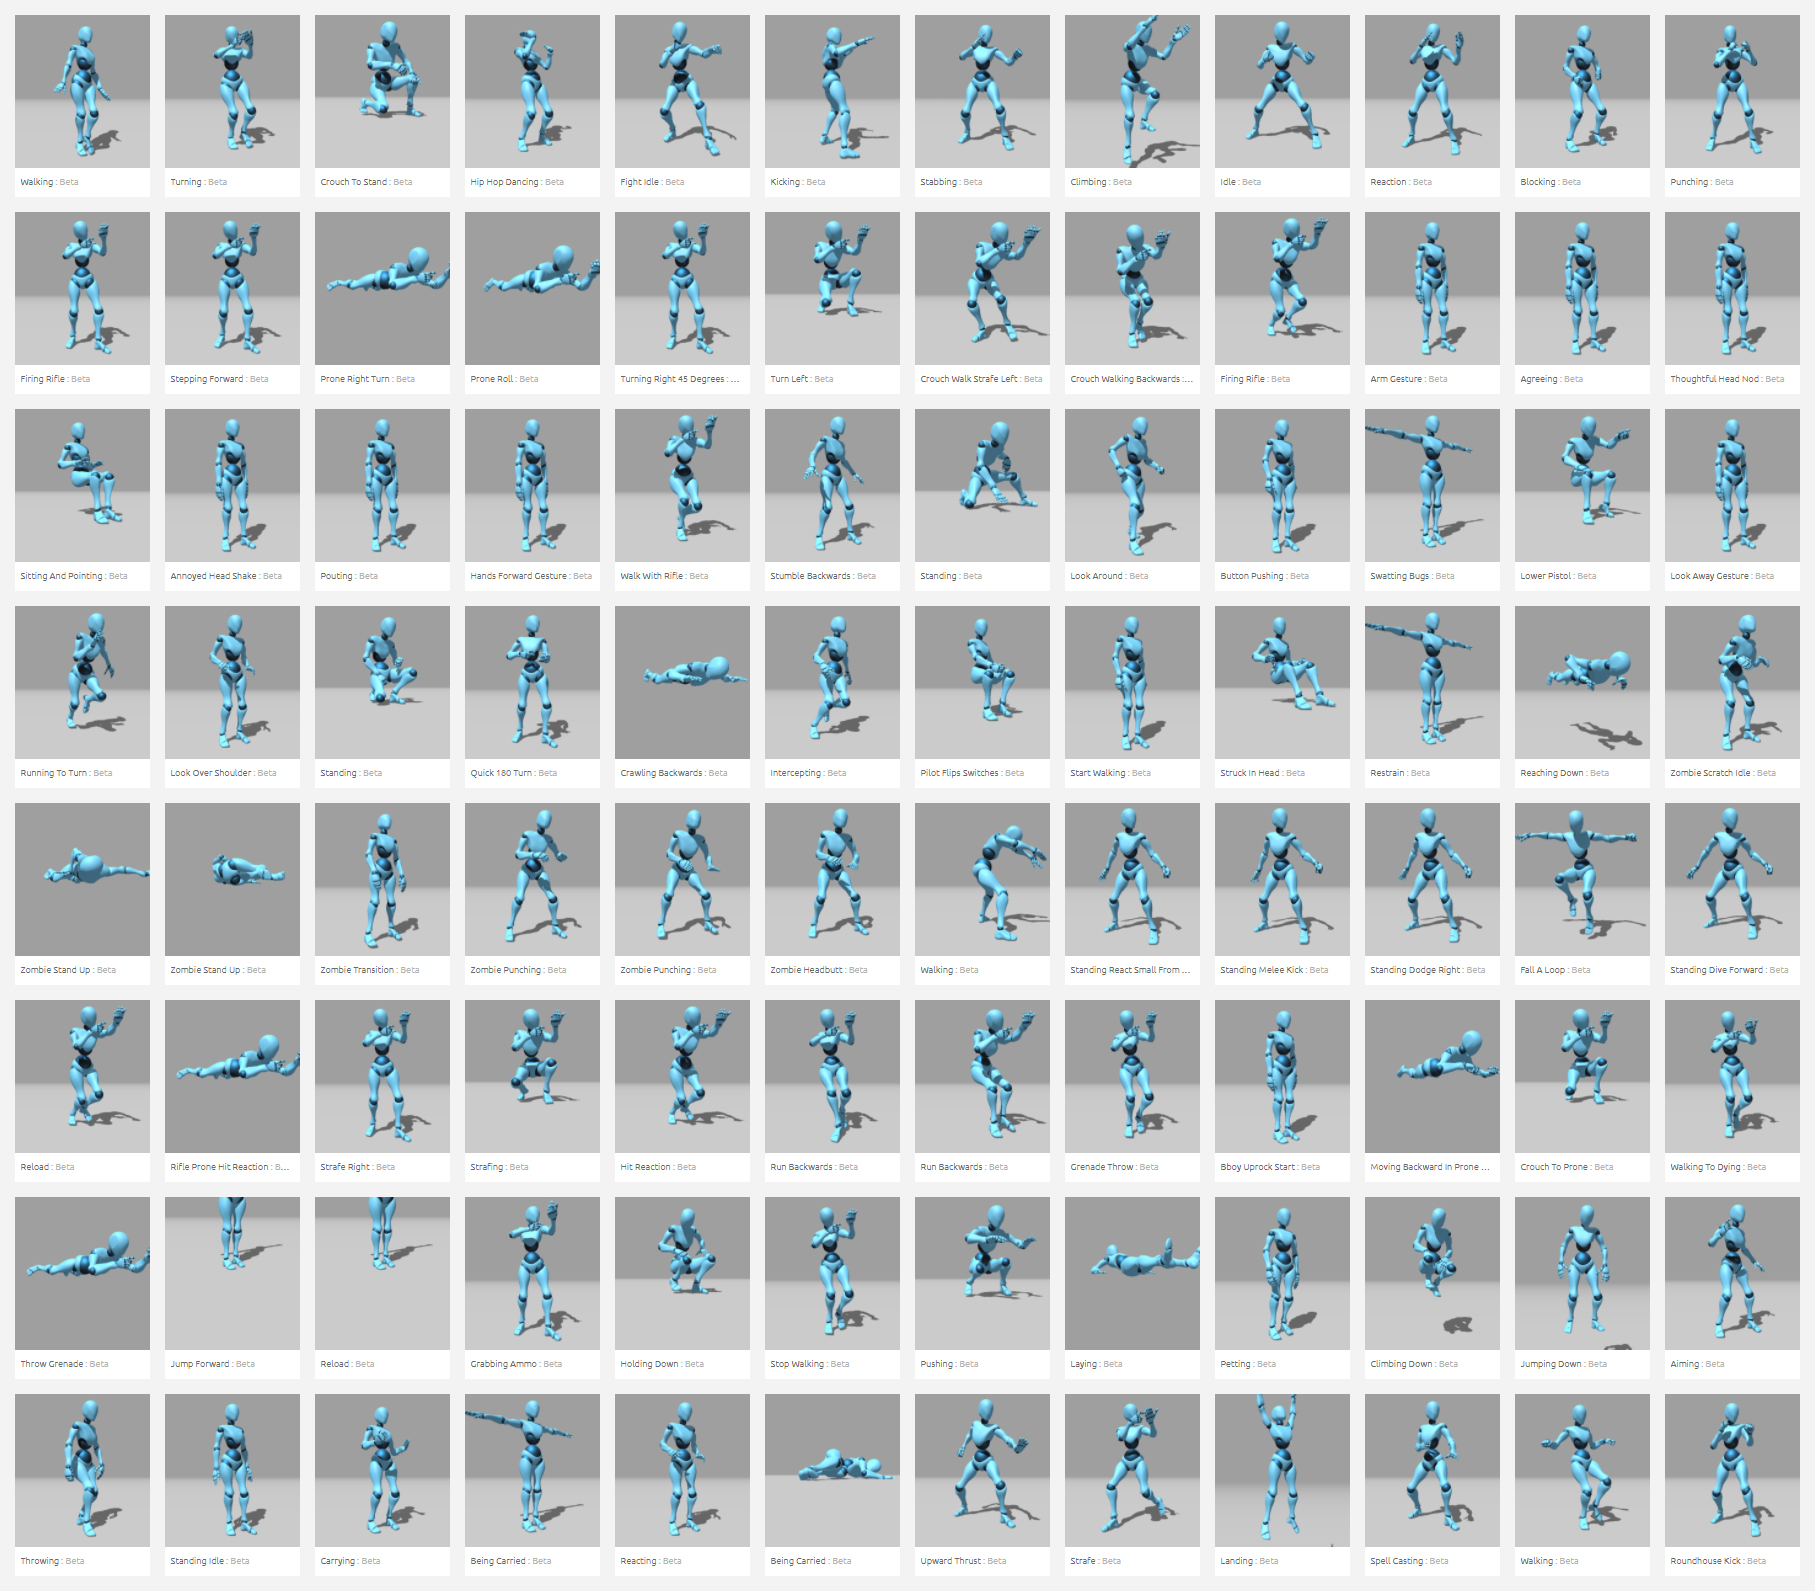 Walking : Beta
Turning : Beta
Crouch To Stand : Beta
Hip Hop Dancing : Beta
Fight Idle : Beta
Kicking : Beta
Stabbing : Beta
Climbing : Beta
Idle : Beta
Reaction : Beta
Blocking : Beta
Punching : Beta
Firing Rifle : Beta
Stepping Forward : Beta
Prone Right Turn : Beta
Prone Roll : Beta
Turning Right 45 Degrees : ...
Turn Left : Beta
Crouch Walk Strafe Left : Beta
Crouch Walking Backwards :...
Firing Rifle : Beta
Arm Gesture : Beta
Agreeing : Beta
Thoughtful Head Nod : Beta
Sitting And Pointing : Beta
Annoyed Head Shake : Beta
Pouting : Beta
Hands Forward Gesture : Beta
Walk With Rifle : Beta
Stumble Backwards : Beta
Standing : Beta
Look Around : Beta
Button Pushing : Beta
Swatting Bugs : Beta
Lower Pistol : Beta
Look Away Gesture : Beta
Running To Turn : Beta
Look Over Shoulder : Beta
Standing : Beta
Quick 180 Turn : Beta
Crawling Backwards : Beta
Intercepting : Beta
Pilot Flips Switches : Beta
Start Walking : Beta
Struck In Head : Beta
Restrain : Beta
Reaching Down : Beta
Zombie Scratch Idle : Beta
Zombie Stand Up : Beta
Zombie Stand Up : Beta
Zombie Transition : Beta
Zombie Punching : Beta
Zombie Punching : Beta
Zombie Headbutt : Beta
Walking : Beta
Standing React Small From ...
Standing Melee Kick : Beta
Standing Dodge Right : Beta
Fall A Loop : Beta
Standing Dive Forward : Beta
Reload : Beta
Rifle Prone Hit Reaction : B...
Strafe Right : Beta
Strafing : Beta
Hit Reaction : Beta
Run Backwards : Beta
Run Backwards : Beta
Grenade Throw : Beta
Bboy Uprock Start : Beta
Moving Backward In Prone ...
Crouch To Prone : Beta
Walking To Dying : Beta
Throw Grenade : Beta
Jump Forward : Beta
Reload : Beta
Grabbing Ammo : Beta
Holding Down : Beta
Stop Walking : Beta
Pushing : Beta
Laying : Beta
Petting : Beta
Climbing Down : Beta
Jumping Down : Beta
Aiming : Beta
Throwing : Beta
Standing Idle : Beta
Carrying : Beta
Being Carried : Beta
Reacting : Beta
Being Carried : Beta
Upward Thrust : Beta
Strafe : Beta
Landing : Beta
Spell Casting : Beta
Walking : Beta
Roundhouse Kick : Beta